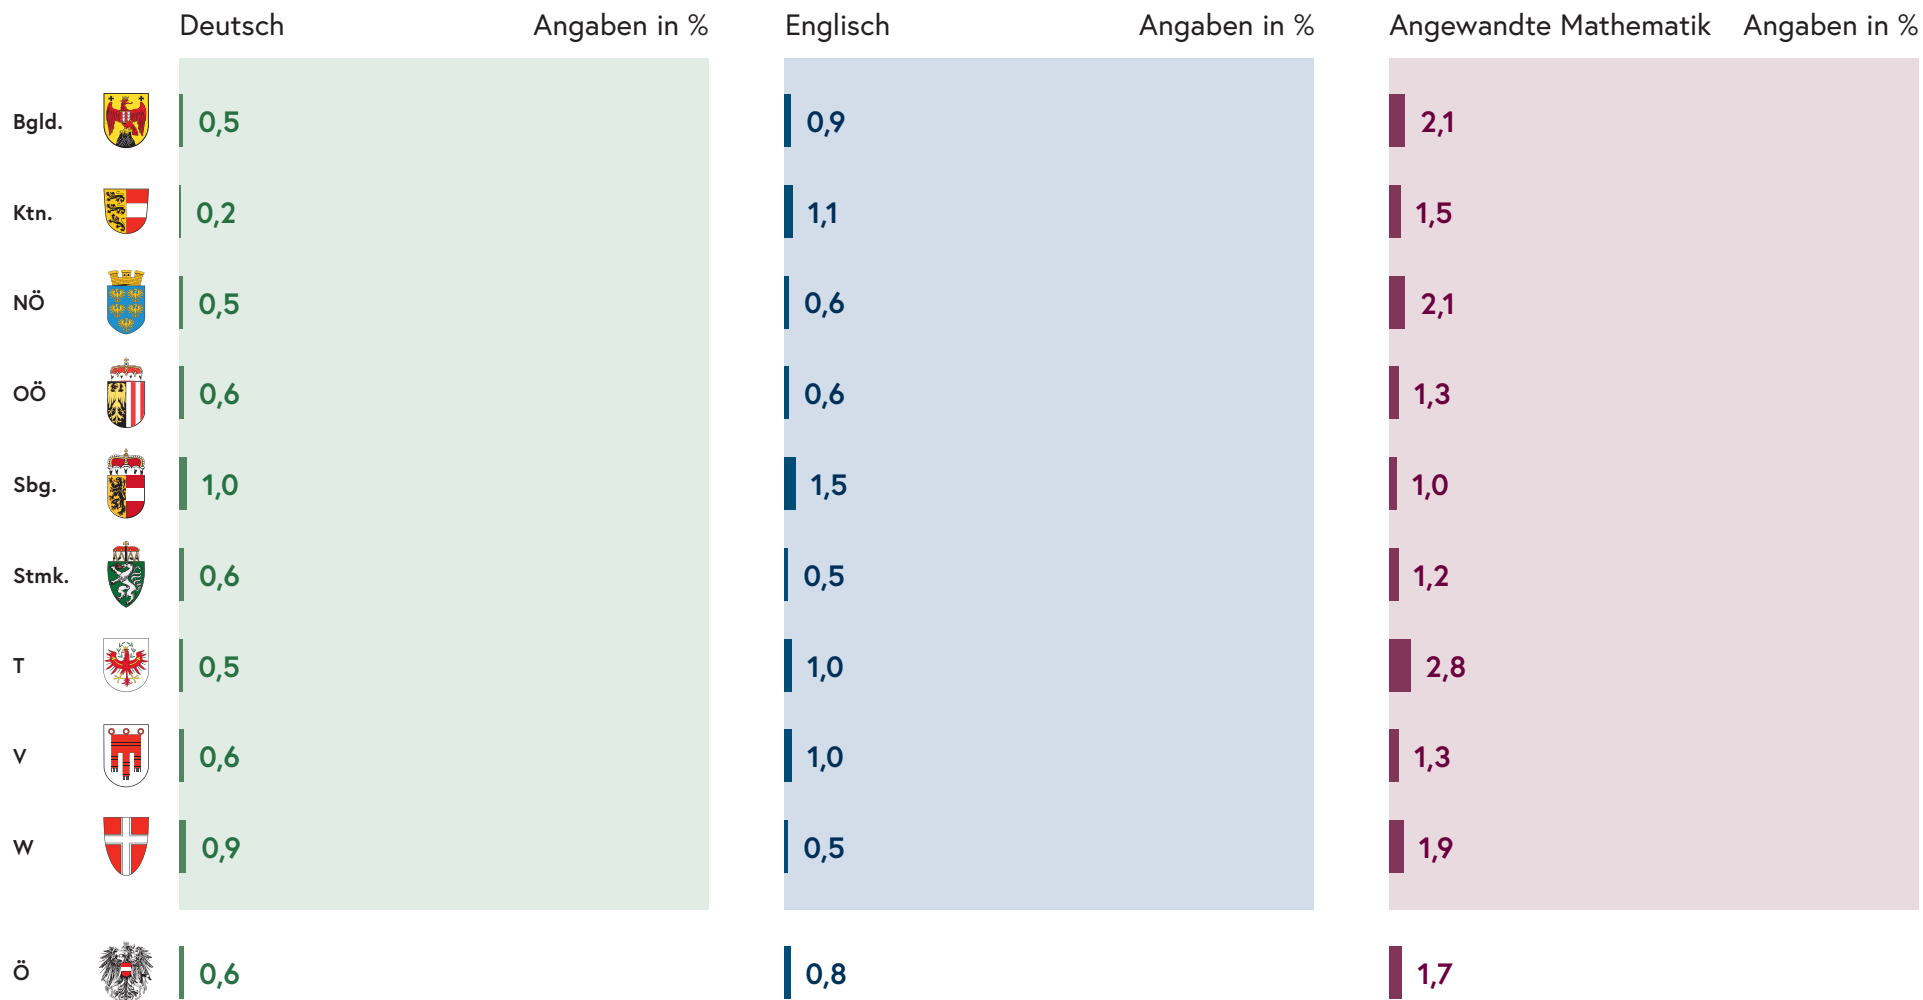 Deutsch Angaben in % Englisch Angaben in % Angewandte Mathematik Angaben in %
Bgld. 0,5 0,9 2,1
Ktn. 0,2 1,1 1,5
NÖ 0,5 0,6 2,1
OÖ 0,6 0,6 1,3
Sbg. 1,0 1,5 1,0
Stmk. 0,6 0,5 1,2
T 0,5 1,0 2,8
V 0,6 1,0 1,3
W 0,9 0,5 1,9
Ö 0,6 0,8 1,7